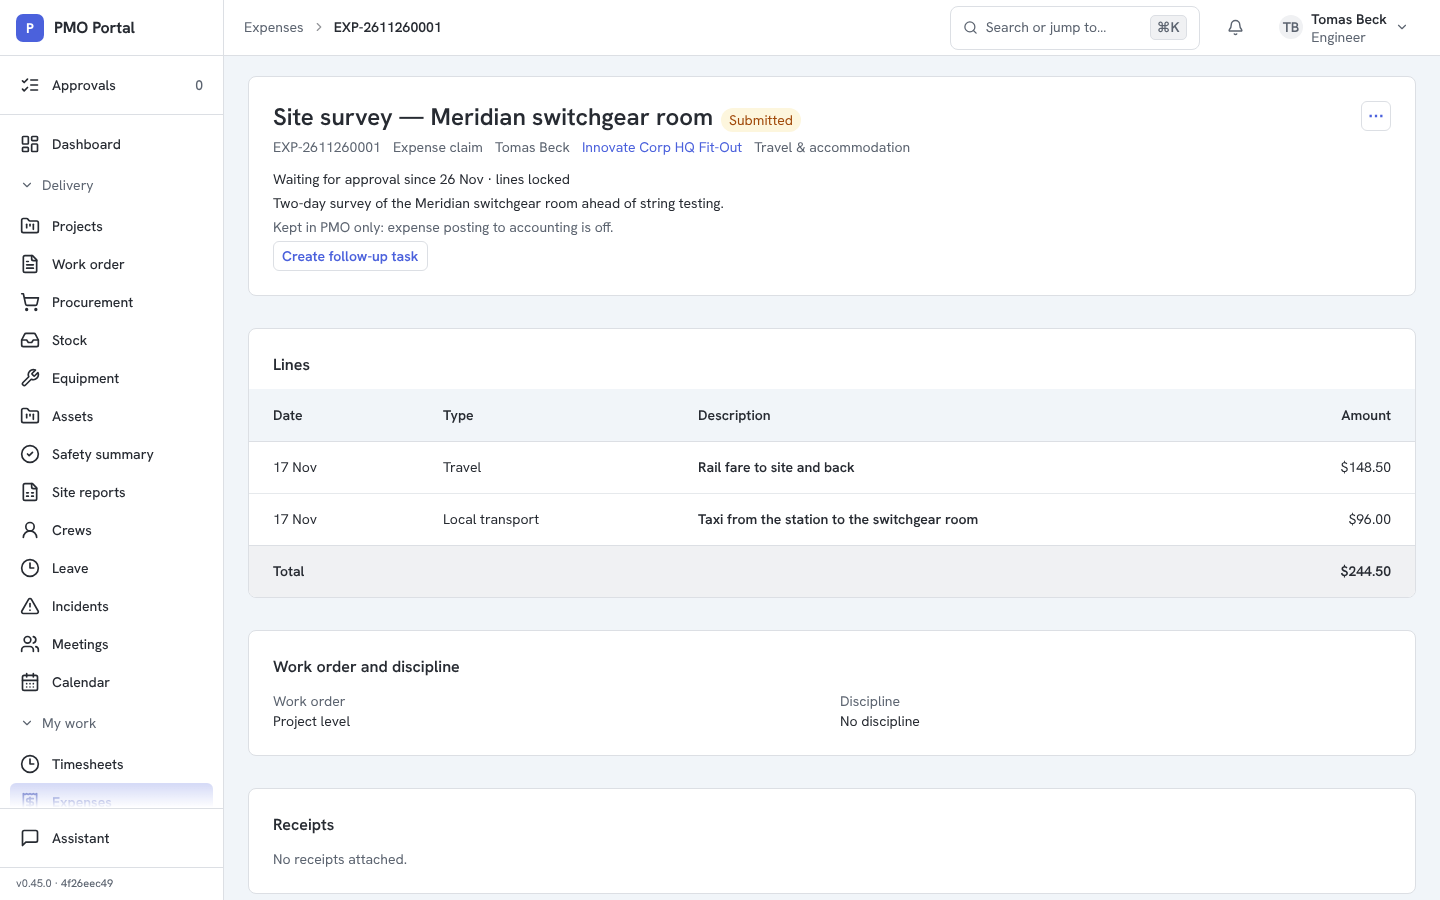 P PMO Portal
Expenses > EXP-2611260001
Search or jump to... ⌘K
TB Tomas Beck
Engineer
Approvals 0
Dashboard
Delivery
Projects
Work order
Procurement
Stock
Equipment
Assets
Safety summary
Site reports
Crews
Leave
Incidents
Meetings
Calendar
My work
Timesheets
Expenses
Assistant
v0.45.0 · 4f26eec49
Site survey — Meridian switchgear room Submitted
EXP-2611260001 Expense claim Tomas Beck Innovate Corp HQ Fit-Out Travel & accommodation
Waiting for approval since 26 Nov · lines locked
Two-day survey of the Meridian switchgear room ahead of string testing.
Kept in PMO only: expense posting to accounting is off.
Create follow-up task
Lines
Date Type Description Amount
17 Nov Travel Rail fare to site and back $148.50
17 Nov Local transport Taxi from the station to the switchgear room $96.00
Total $244.50
Work order and discipline
Work order Discipline
Project level No discipline
Receipts
No receipts attached.